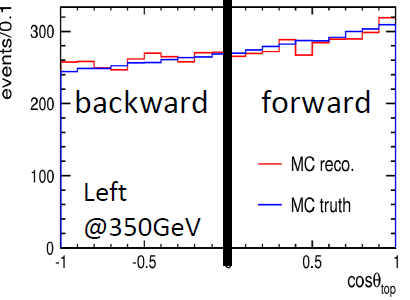 events/0.1
300
200
100
0
backward forward
MC reco.
MC truth
Left
@350GeV
-1 -0.5 0.5 1
cosθtop